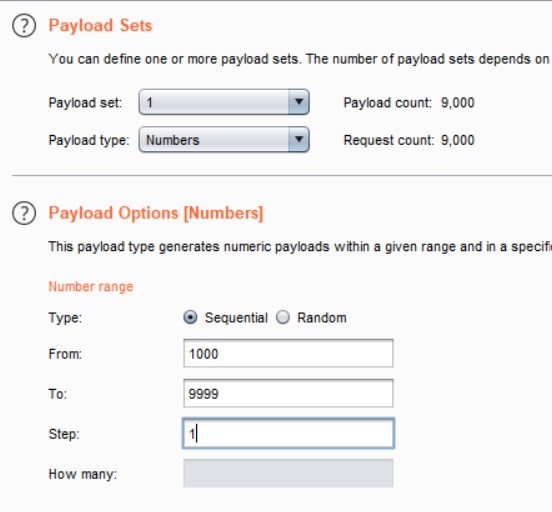 ? Payload Sets
You can define one or more payload sets. The number of payload sets depends on
Payload set: 1 Payload count: 9,000
Payload type: Numbers Request count: 9,000
? Payload Options [Numbers]
This payload type generates numeric payloads within a given range and in a specifi
Number range
Type: Sequential Random
From: 1000
To: 9999
Step: 1
How many: